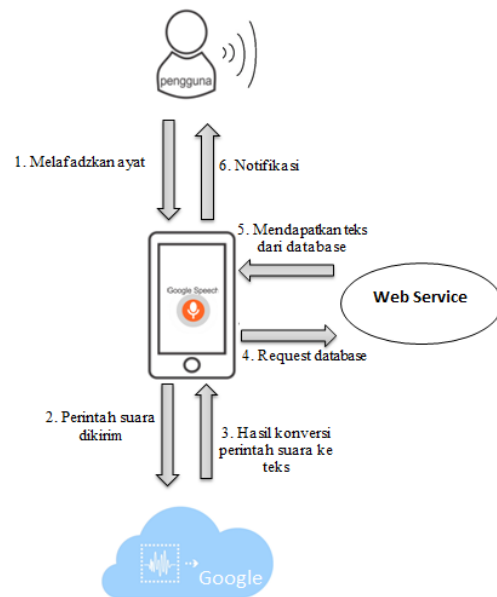 pengguna
1. Melafadzkan ayat
6. Notifikasi
5. Mendapatkan teks
dari database
Google Speech
Web Service
4. Request database
2. Perintah suara
dikirim
3. Hasil konversi
perintah suara ke
teks
Google